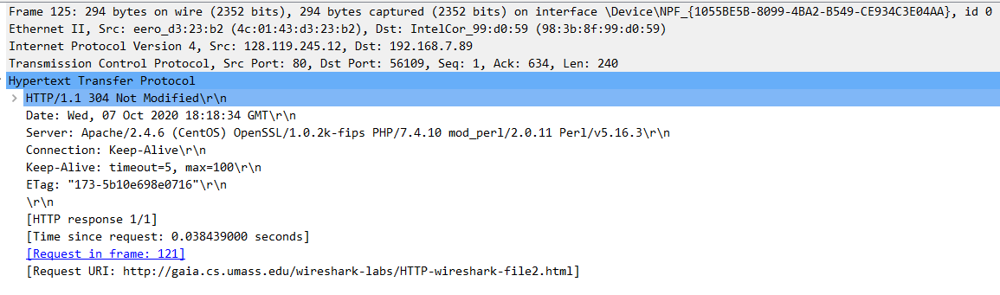 Frame 125: 294 bytes on wire (2352 bits), 294 bytes captured (2352 bits) on interface \Device\NPF_{1055BE5B-8099-4BA2-B549-CE934C3E04AA}, id 0
Ethernet II, Src: eero_d3:23:b2 (4c:01:43:d3:23:b2), Dst: IntelCor_99:d0:59 (98:3b:8f:99:d0:59)
Internet Protocol Version 4, Src: 128.119.245.12, Dst: 192.168.7.89
Transmission Control Protocol, Src Port: 80, Dst Port: 56109, Seq: 1, Ack: 634, Len: 240
Hypertext Transfer Protocol
HTTP/1.1 304 Not Modified\r\n
Date: Wed, 07 Oct 2020 18:18:34 GMT\r\n
Server: Apache/2.4.6 (CentOS) OpenSSL/1.0.2k-fips PHP/7.4.10 mod_perl/2.0.11 Perl/v5.16.3\r\n
Connection: Keep-Alive\r\n
Keep-Alive: timeout=5, max=100\r\n
ETag: "173-5b10e698e0716"\r\n
\r\n
[HTTP response 1/1]
[Time since request: 0.038439000 seconds]
[Request in frame: 121]
[Request URI: http://gaia.cs.umass.edu/wireshark-labs/HTTP-wireshark-file2.html]